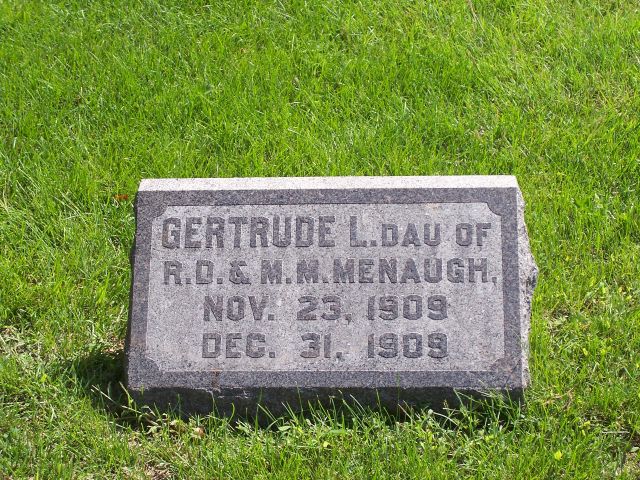 GERTRUDE L. DAU OF
R.D. & M.M. MENAUGH,
NOV. 23, 1909
DEC. 31, 1909